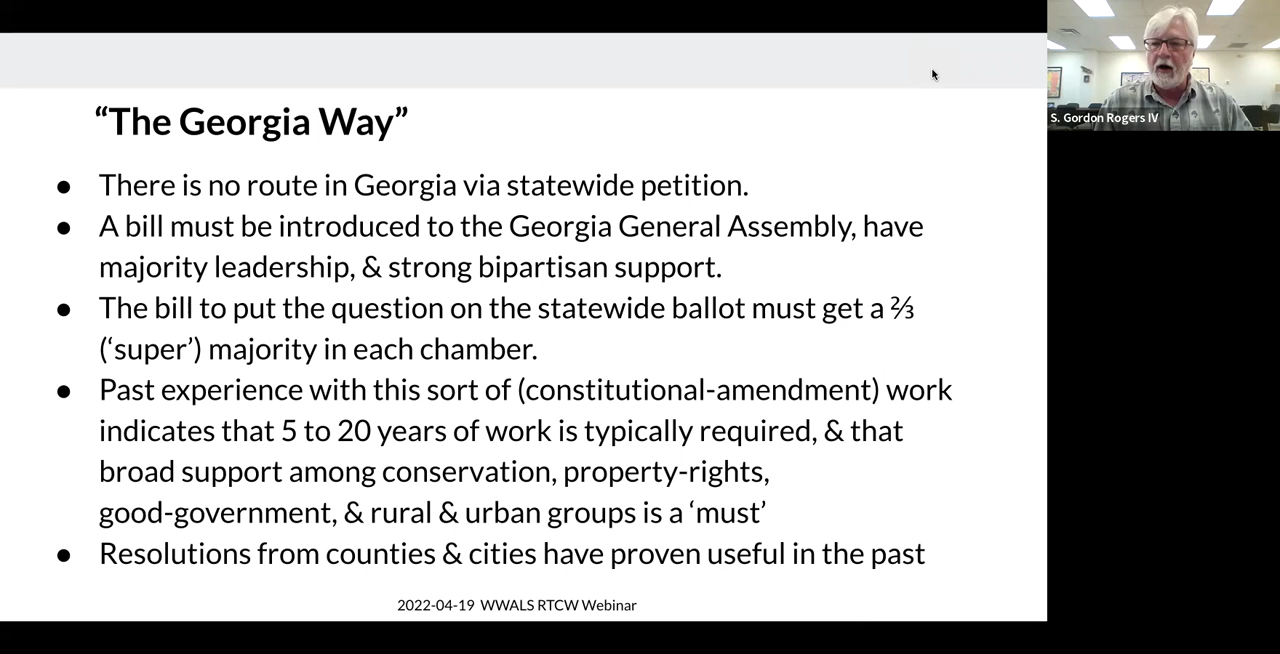 “The Georgia Way”
● There is no route in Georgia via statewide petition.
● A bill must be introduced to the Georgia General Assembly, have
majority leadership, & strong bipartisan support.
● The bill to put the question on the statewide ballot must get a ⅔
(‘super’) majority in each chamber.
● Past experience with this sort of (constitutional-amendment) work
indicates that 5 to 20 years of work is typically required, & that
broad support among conservation, property-rights,
good-government, & rural & urban groups is a ‘must’
● Resolutions from counties & cities have proven useful in the past
2022-04-19 WWALS RTCW Webinar
S. Gordon Rogers IV